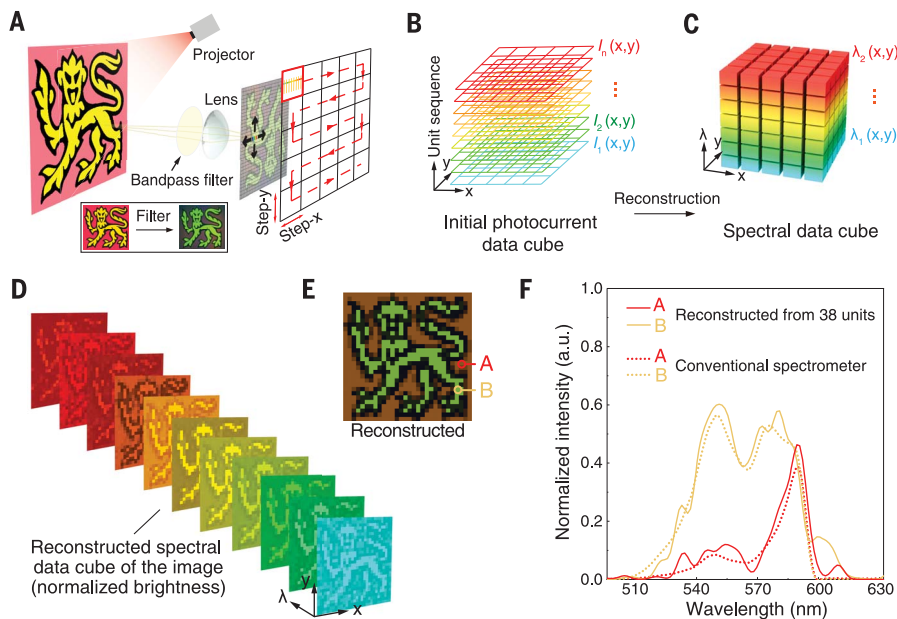 A
Projector
Lens
Bandpass filter
Filter
Step-y
Step-x
B
Unit sequence
y
x
Iₙ (x,y)
I₂ (x,y)
I₁ (x,y)
Initial photocurrent
data cube
Reconstruction
C
λ
y
x
λ₂ (x,y)
λ₁ (x,y)
Spectral data cube
D
Reconstructed spectral
data cube of the image
(normalized brightness)
y
λ
x
E
A
B
Reconstructed
F
Normalized intensity (a.u.)
1.0
0.8
0.6
0.4
0.2
0.0
A
B
Reconstructed from 38 units
A
B
Conventional spectrometer
510
540
570
600
630
Wavelength (nm)